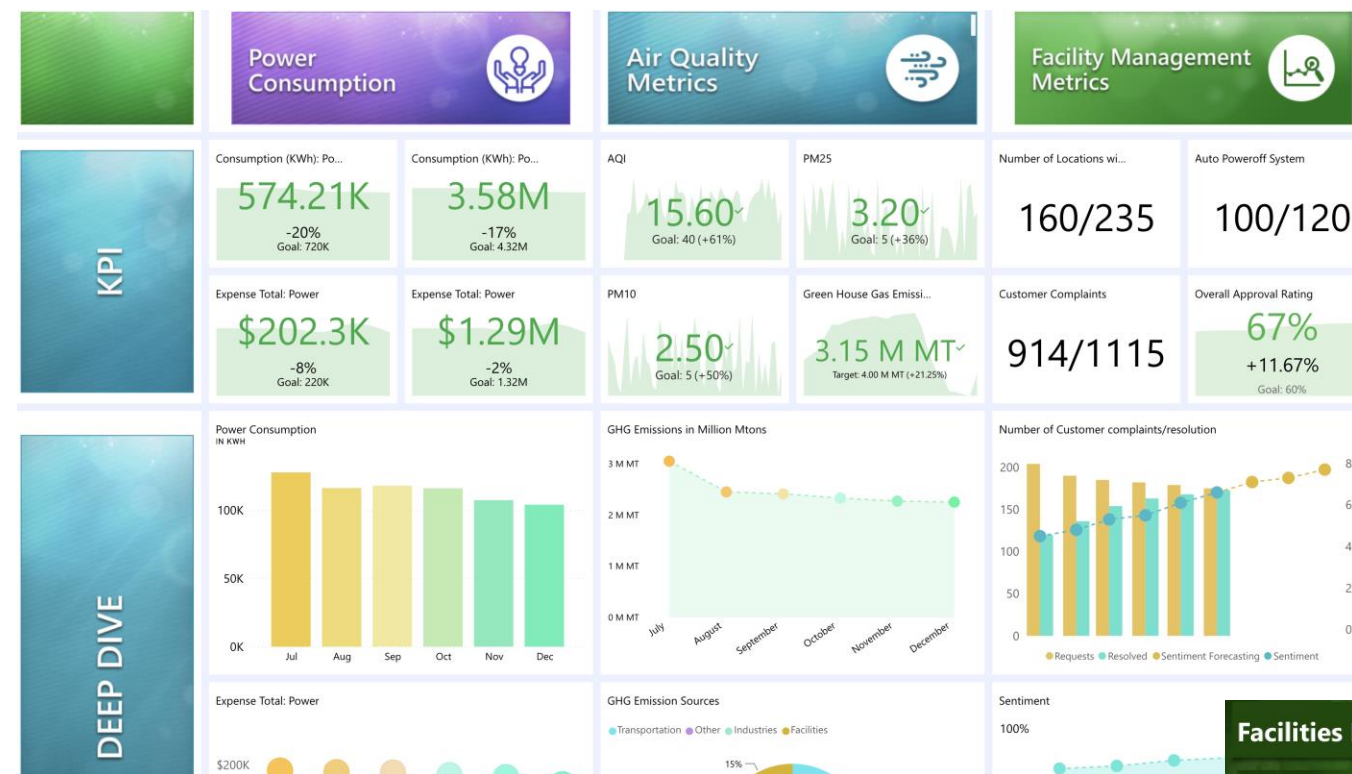 Power
Consumption
Air Quality
Metrics
Facility Management
Metrics
KPI
Consumption (KWh): Po...
574.21K
-20%
Goal: 720K
Consumption (KWh): Po...
3.58M
-17%
Goal: 4.32M
AQI
15.60
Goal: 40 (+61%)
PM25
3.20
Goal: 5 (+36%)
Number of Locations wi...
160/235
Auto Poweroff System
100/120
Expense Total: Power
$202.3K
-8%
Goal: 220K
Expense Total: Power
$1.29M
-2%
Goal: 1.32M
PM10
2.50
Goal: 5 (+50%)
Green House Gas Emissi...
3.15 M MT
Target: 4.00 M MT (+21.25%)
Customer Complaints
914/1115
Overall Approval Rating
67%
+11.67%
Goal: 60%
DEEP DIVE
Power Consumption
IN KWH
100K
50K
0K
Jul Aug Sep Oct Nov Dec
GHG Emissions in Million Mtons
3 M MT
2 M MT
1 M MT
0 M MT
July August September October November December
Number of Customer complaints/resolution
200
150
100
50
0
8
6
4
2
0
Requests Resolved Sentiment Forecasting Sentiment
Expense Total: Power
$200K
GHG Emission Sources
Transportation Other Industries Facilities
15%
Sentiment
100%
Facilities